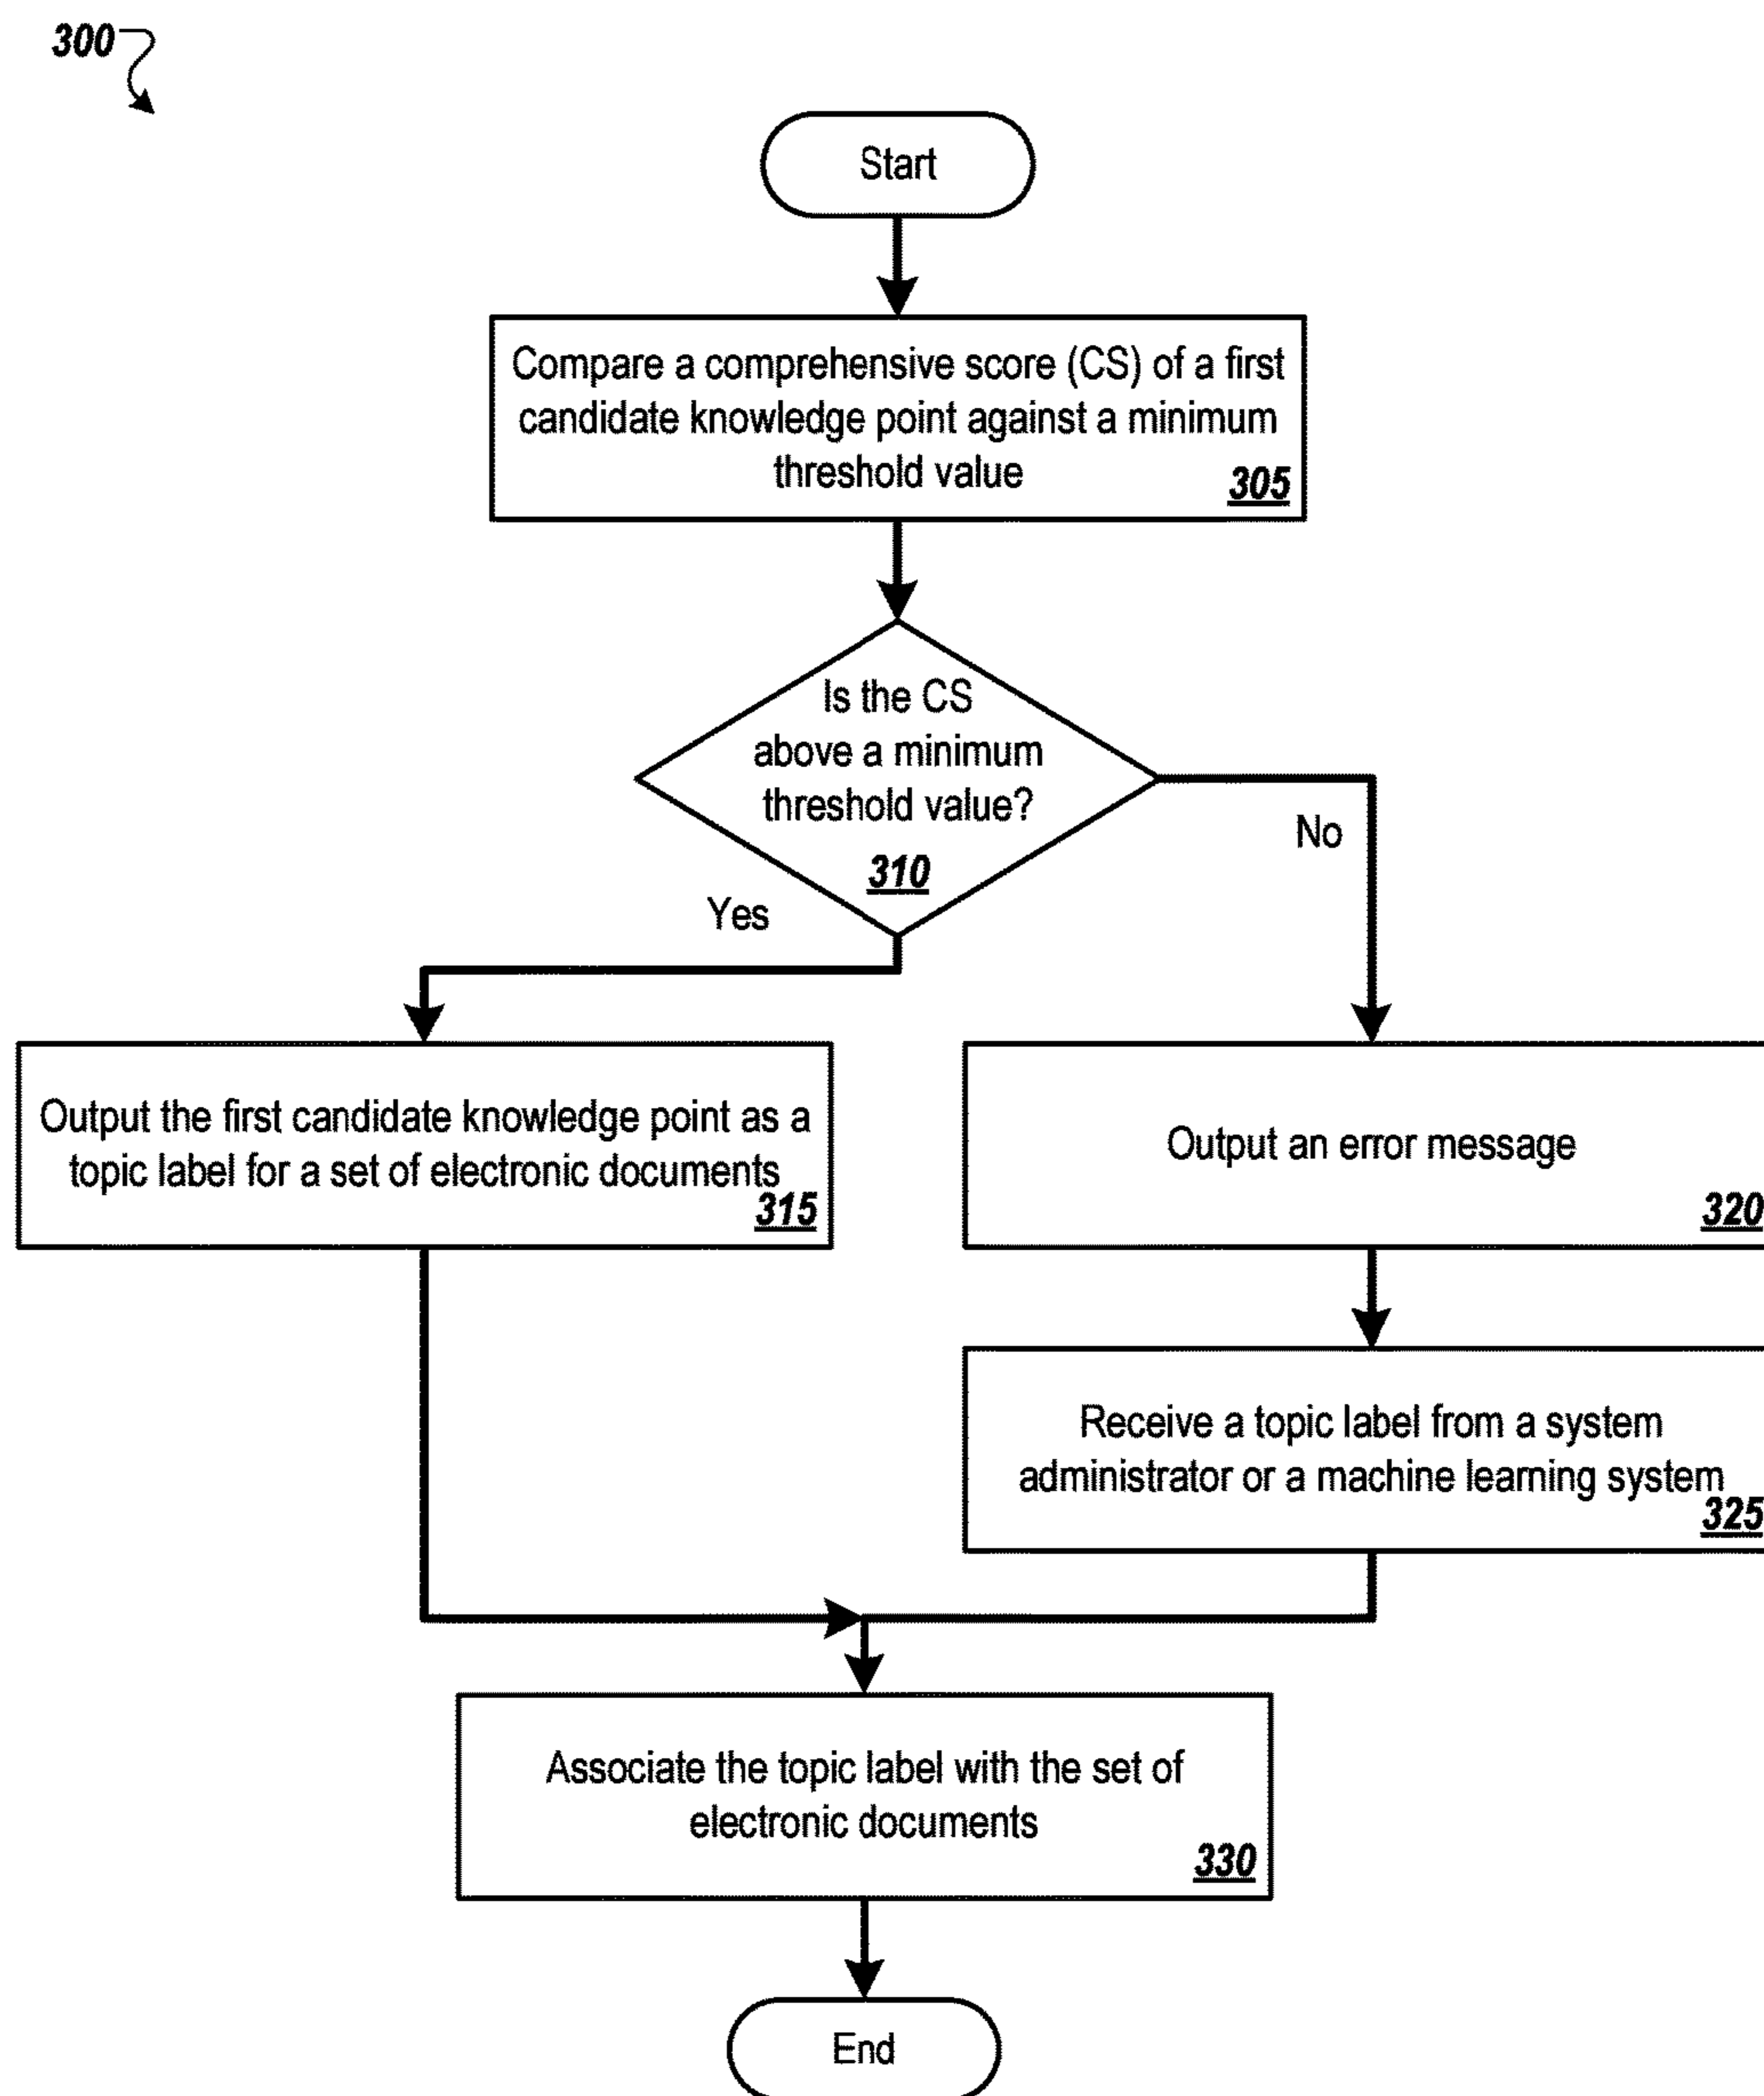 300
Start
Compare a comprehensive score (CS) of a first
candidate knowledge point against a minimum
threshold value
305
Is the CS
above a minimum
threshold value?
310
Yes
No
Output the first candidate knowledge point as a
topic label for a set of electronic documents
315
Output an error message
320
Receive a topic label from a system
administrator or a machine learning system
325
Associate the topic label with the set of
electronic documents
330
End